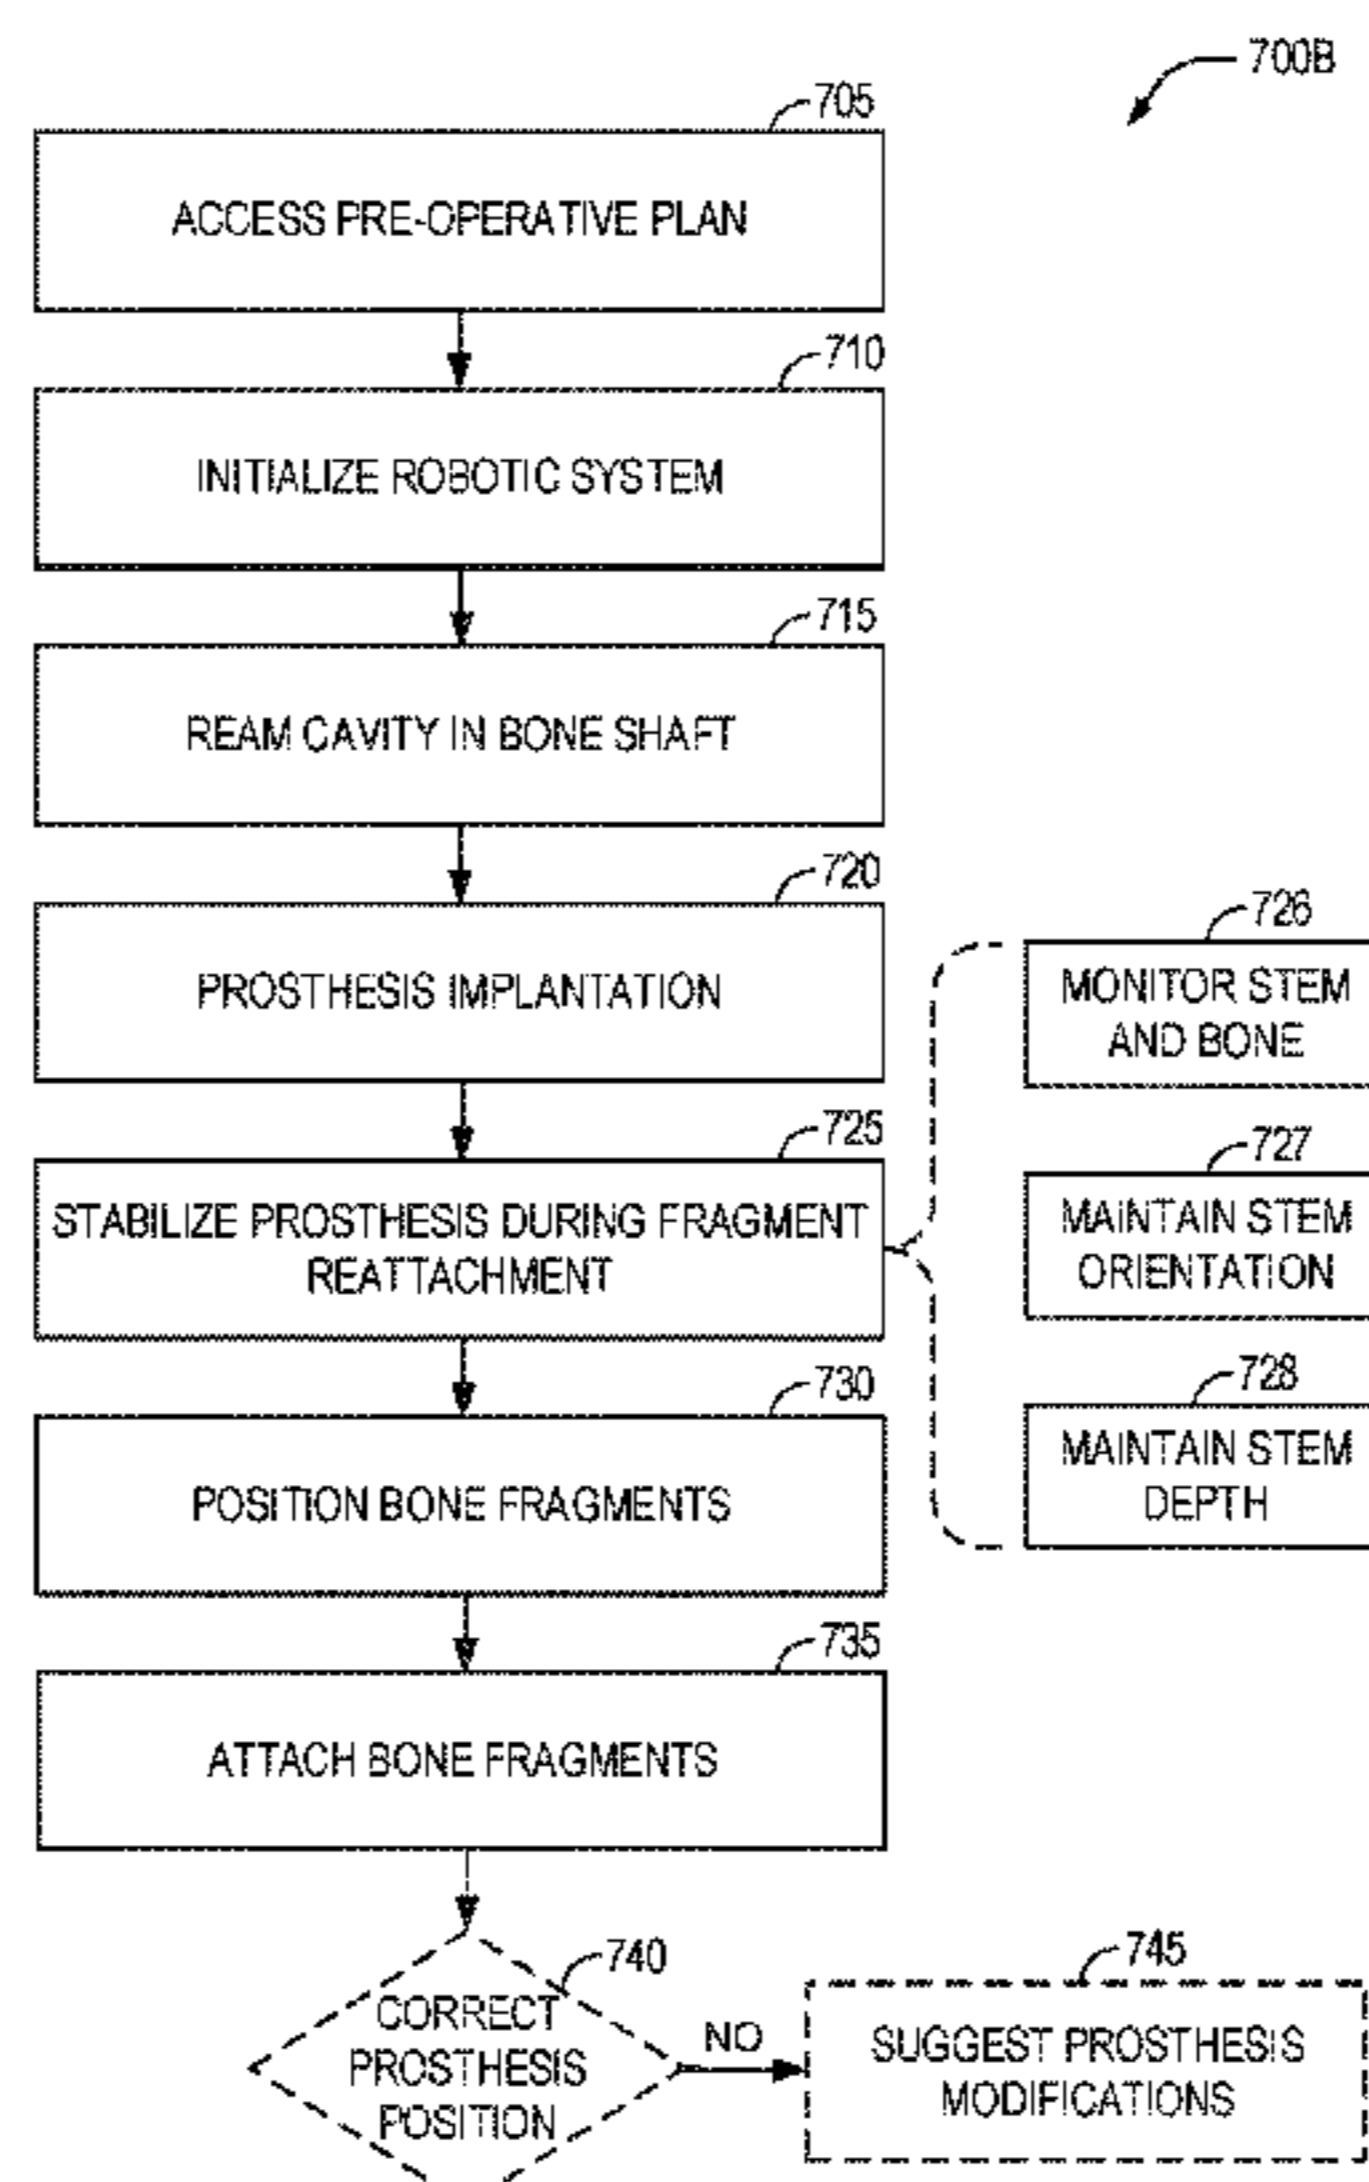 700B
705
ACCESS PRE-OPERATIVE PLAN
710
INITIALIZE ROBOTIC SYSTEM
715
REAM CAVITY IN BONE SHAFT
720
PROSTHESIS IMPLANTATION
725
STABILIZE PROSTHESIS DURING FRAGMENT
REATTACHMENT
726
MONITOR STEM
AND BONE
727
MAINTAIN STEM
ORIENTATION
728
MAINTAIN STEM
DEPTH
730
POSITION BONE FRAGMENTS
735
ATTACH BONE FRAGMENTS
740
CORRECT
PROSTHESIS
POSITION
NO
745
SUGGEST PROSTHESIS
MODIFICATIONS